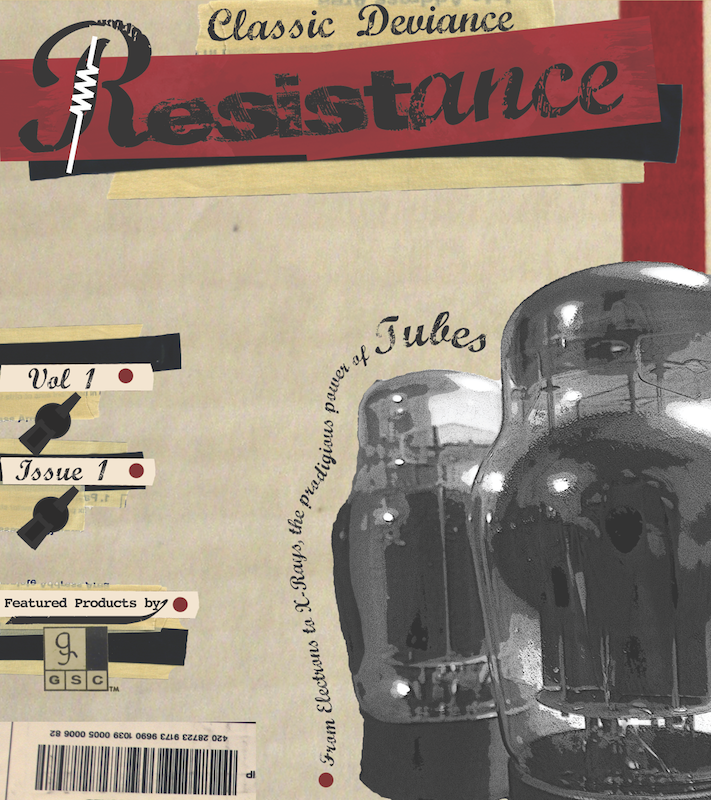 Classic Deviance
Resistance
From Electrons to X-Rays, the prodigious power of Tubes
Vol 1
Issue 1
Featured Products by
g
GSC
TM
420 28723 9173 9690 1039 0005 0006 82